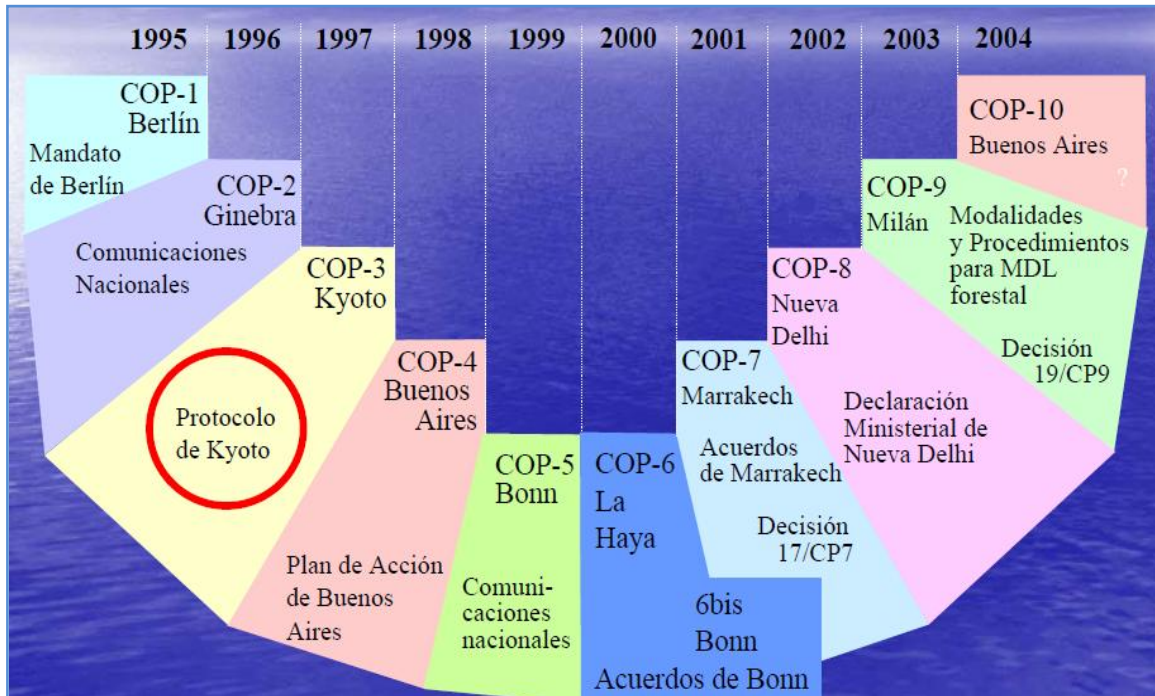 1995 1996 1997 1998 1999 2000 2001 2002 2003 2004
COP-1
Berlín
Mandato
de Berlín
COP-2
Ginebra
Comunicaciones
Nacionales
COP-3
Kyoto
Protocolo
de Kyoto
COP-4
Buenos
Aires
Plan de Acción
de Buenos
Aires
COP-5
Bonn
Comuni-
caciones
nacionales
COP-6
La
Haya
6bis
Bonn
Acuerdos de Bonn
COP-7
Marrakech
Acuerdos
de Marrakech
Decisión
17/CP7
COP-8
Nueva
Delhi
Declaración
Ministerial de
Nueva Delhi
COP-9
Milán
Modalidades
y Procedimientos
para MDL
forestal
Decisión
19/CP9
COP-10
Buenos Aires
?